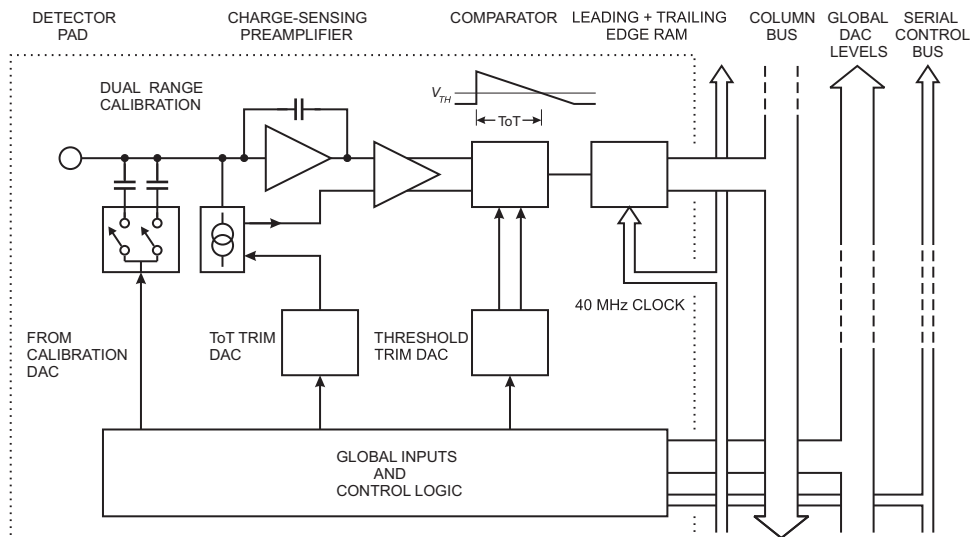 DETECTOR
PAD
CHARGE-SENSING
PREAMPLIFIER
COMPARATOR
LEADING + TRAILING
EDGE RAM
COLUMN
BUS
GLOBAL
DAC
LEVELS
SERIAL
CONTROL
BUS
DUAL RANGE
CALIBRATION
VTH
ToT
40 MHz CLOCK
FROM
CALIBRATION
DAC
ToT TRIM
DAC
THRESHOLD
TRIM DAC
GLOBAL INPUTS
AND
CONTROL LOGIC